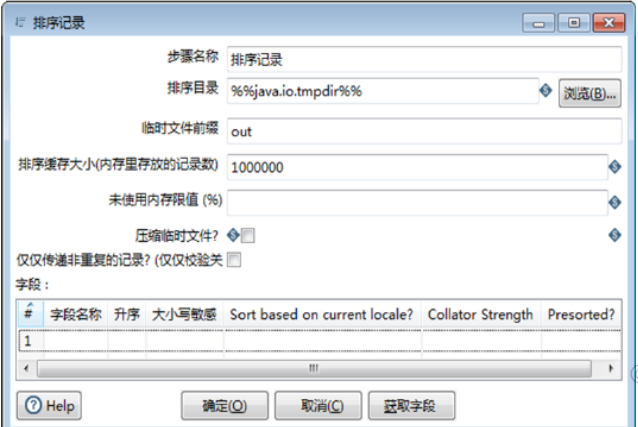 排序记录
步骤名称 排序记录
排序目录 %%java.io.tmpdir%% 浏览(B)...
临时文件前缀 out
排序缓存大小(内存里存放的记录数) 1000000
未使用内存限值 (%)
压缩临时文件?
仅仅传递非重复的记录? (仅仅校验关
字段：
# 字段名称 升序 大小写敏感 Sort based on current locale? Collator Strength Presorted?
1
Help 确定(O) 取消(C) 获取字段